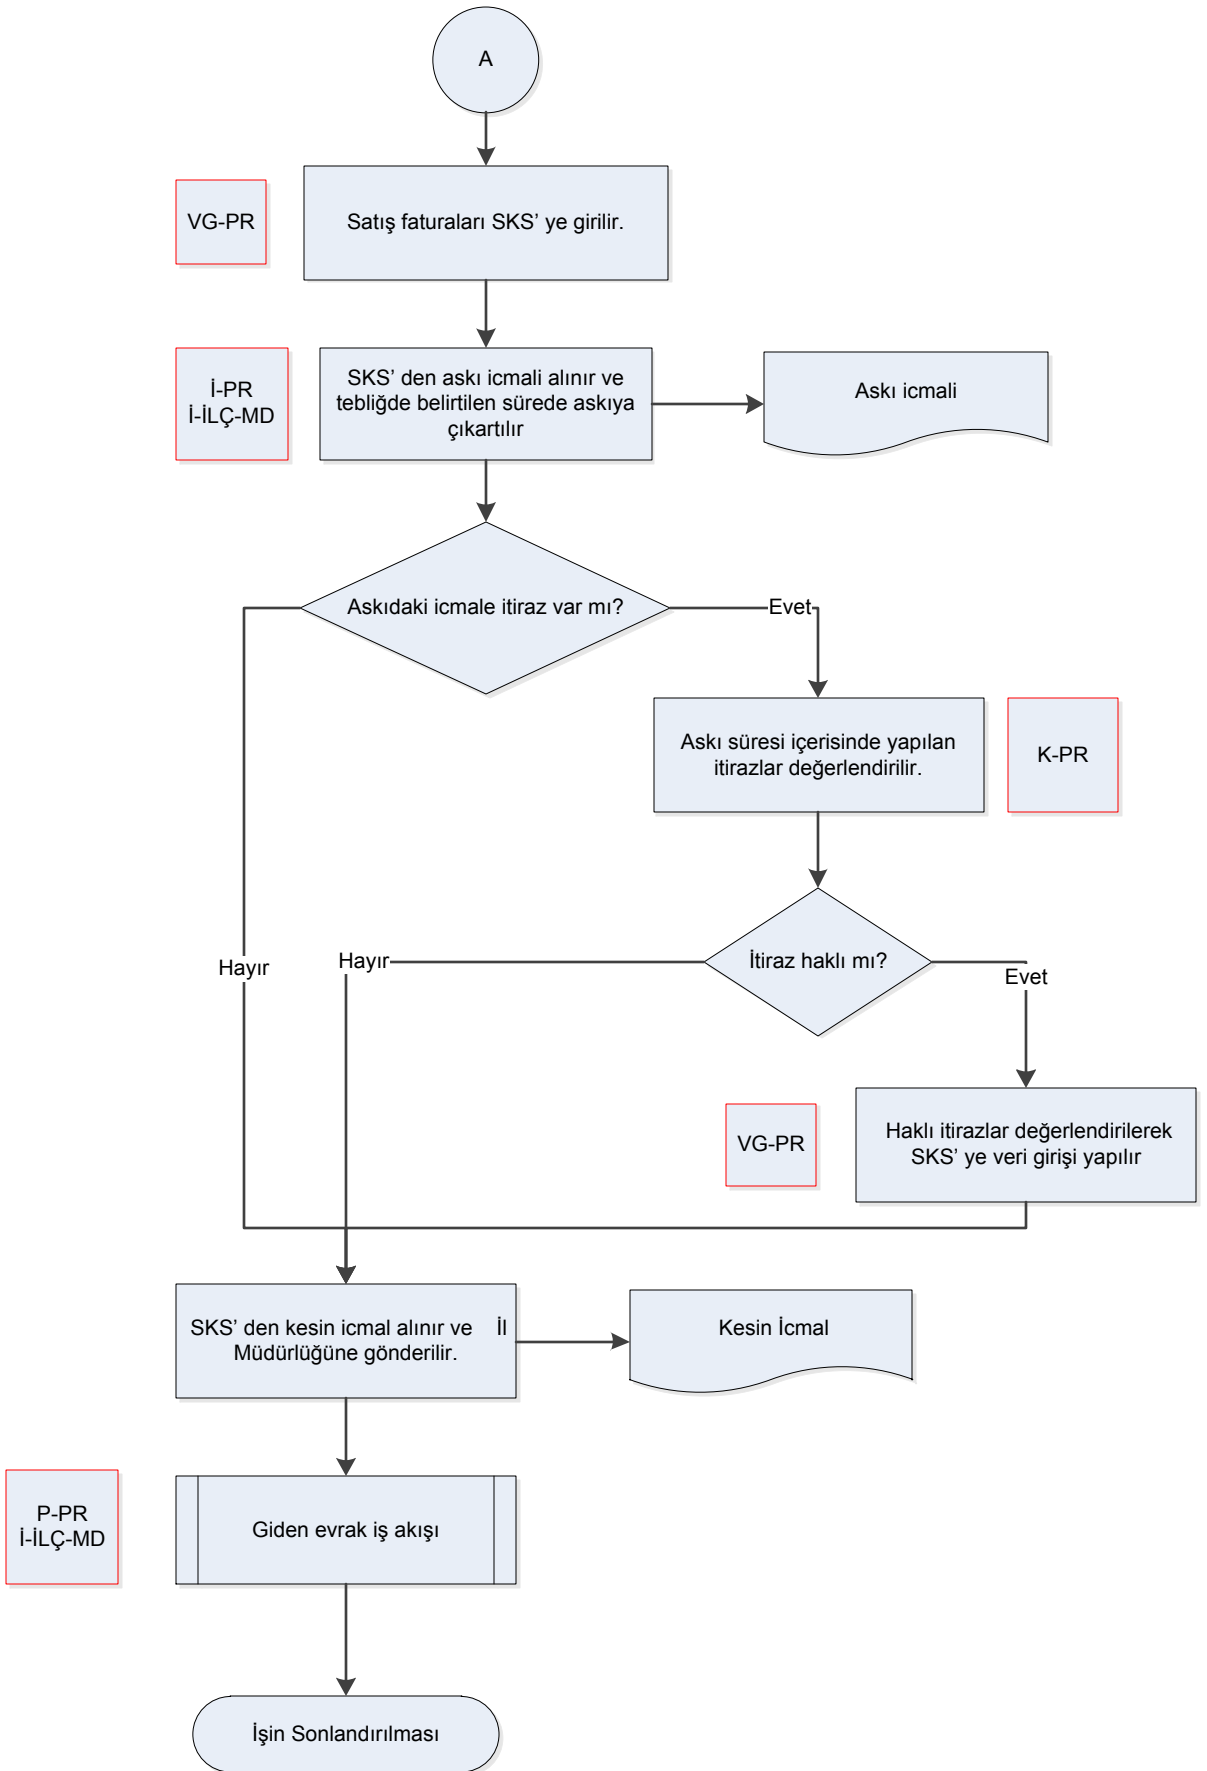 A
VG-PR
Satış faturaları SKS’ ye girilir.
İ-PR
İ-İLÇ-MD
SKS’ den askı icmali alınır ve
tebliğde belirtilen sürede askıya
çıkartılır
Askı icmali
Askıdaki icmale itiraz var mı?
Evet
Askı süresi içerisinde yapılan
itirazlar değerlendirilir.
K-PR
Hayır
Hayır
İtiraz haklı mı?
Evet
VG-PR
Haklı itirazlar değerlendirilerek
SKS’ ye veri girişi yapılır
SKS’ den kesin icmal alınır ve İl
Müdürlüğüne gönderilir.
Kesin İcmal
P-PR
İ-İLÇ-MD
Giden evrak iş akışı
İşin Sonlandırılması